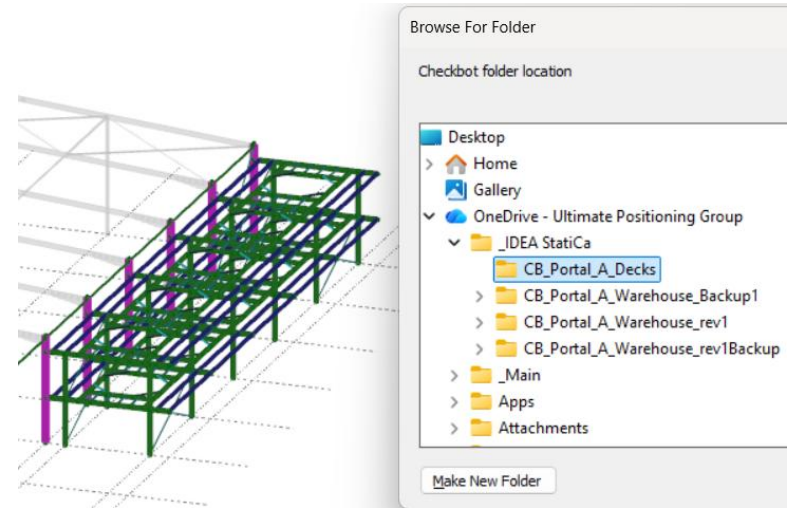 Browse For Folder
Checkbot folder location
Desktop
Home
Gallery
OneDrive - Ultimate Positioning Group
_IDEA StatiCa
CB_Portal_A_Decks
CB_Portal_A_Warehouse_Backup1
CB_Portal_A_Warehouse_rev1
CB_Portal_A_Warehouse_rev1Backup
_Main
Apps
Attachments
Make New Folder